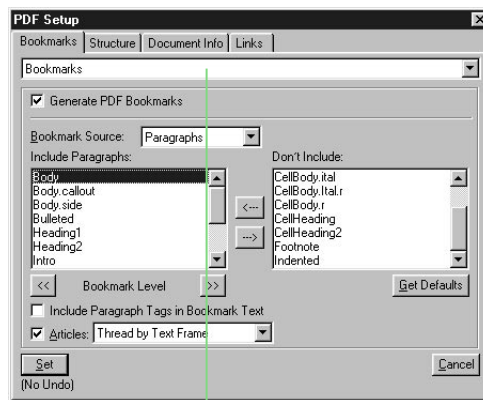 PDF Setup
Bookmarks Structure Document Info Links
Bookmarks
Generate PDF Bookmarks
Bookmark Source: Paragraphs
Include Paragraphs: Don't Include:
Body CellBody.ital
Body.callout CellBody.Ital.r
Body.side CellBody.r
Bulleted CellHeading
Heading1 CellHeading2
Heading2 Footnote
Intro Indented
<--- 
--->
<< Bookmark Level >> Get Defaults
Include Paragraph Tags in Bookmark Text
Articles: Thread by Text Frame
Set Cancel
(No Undo)